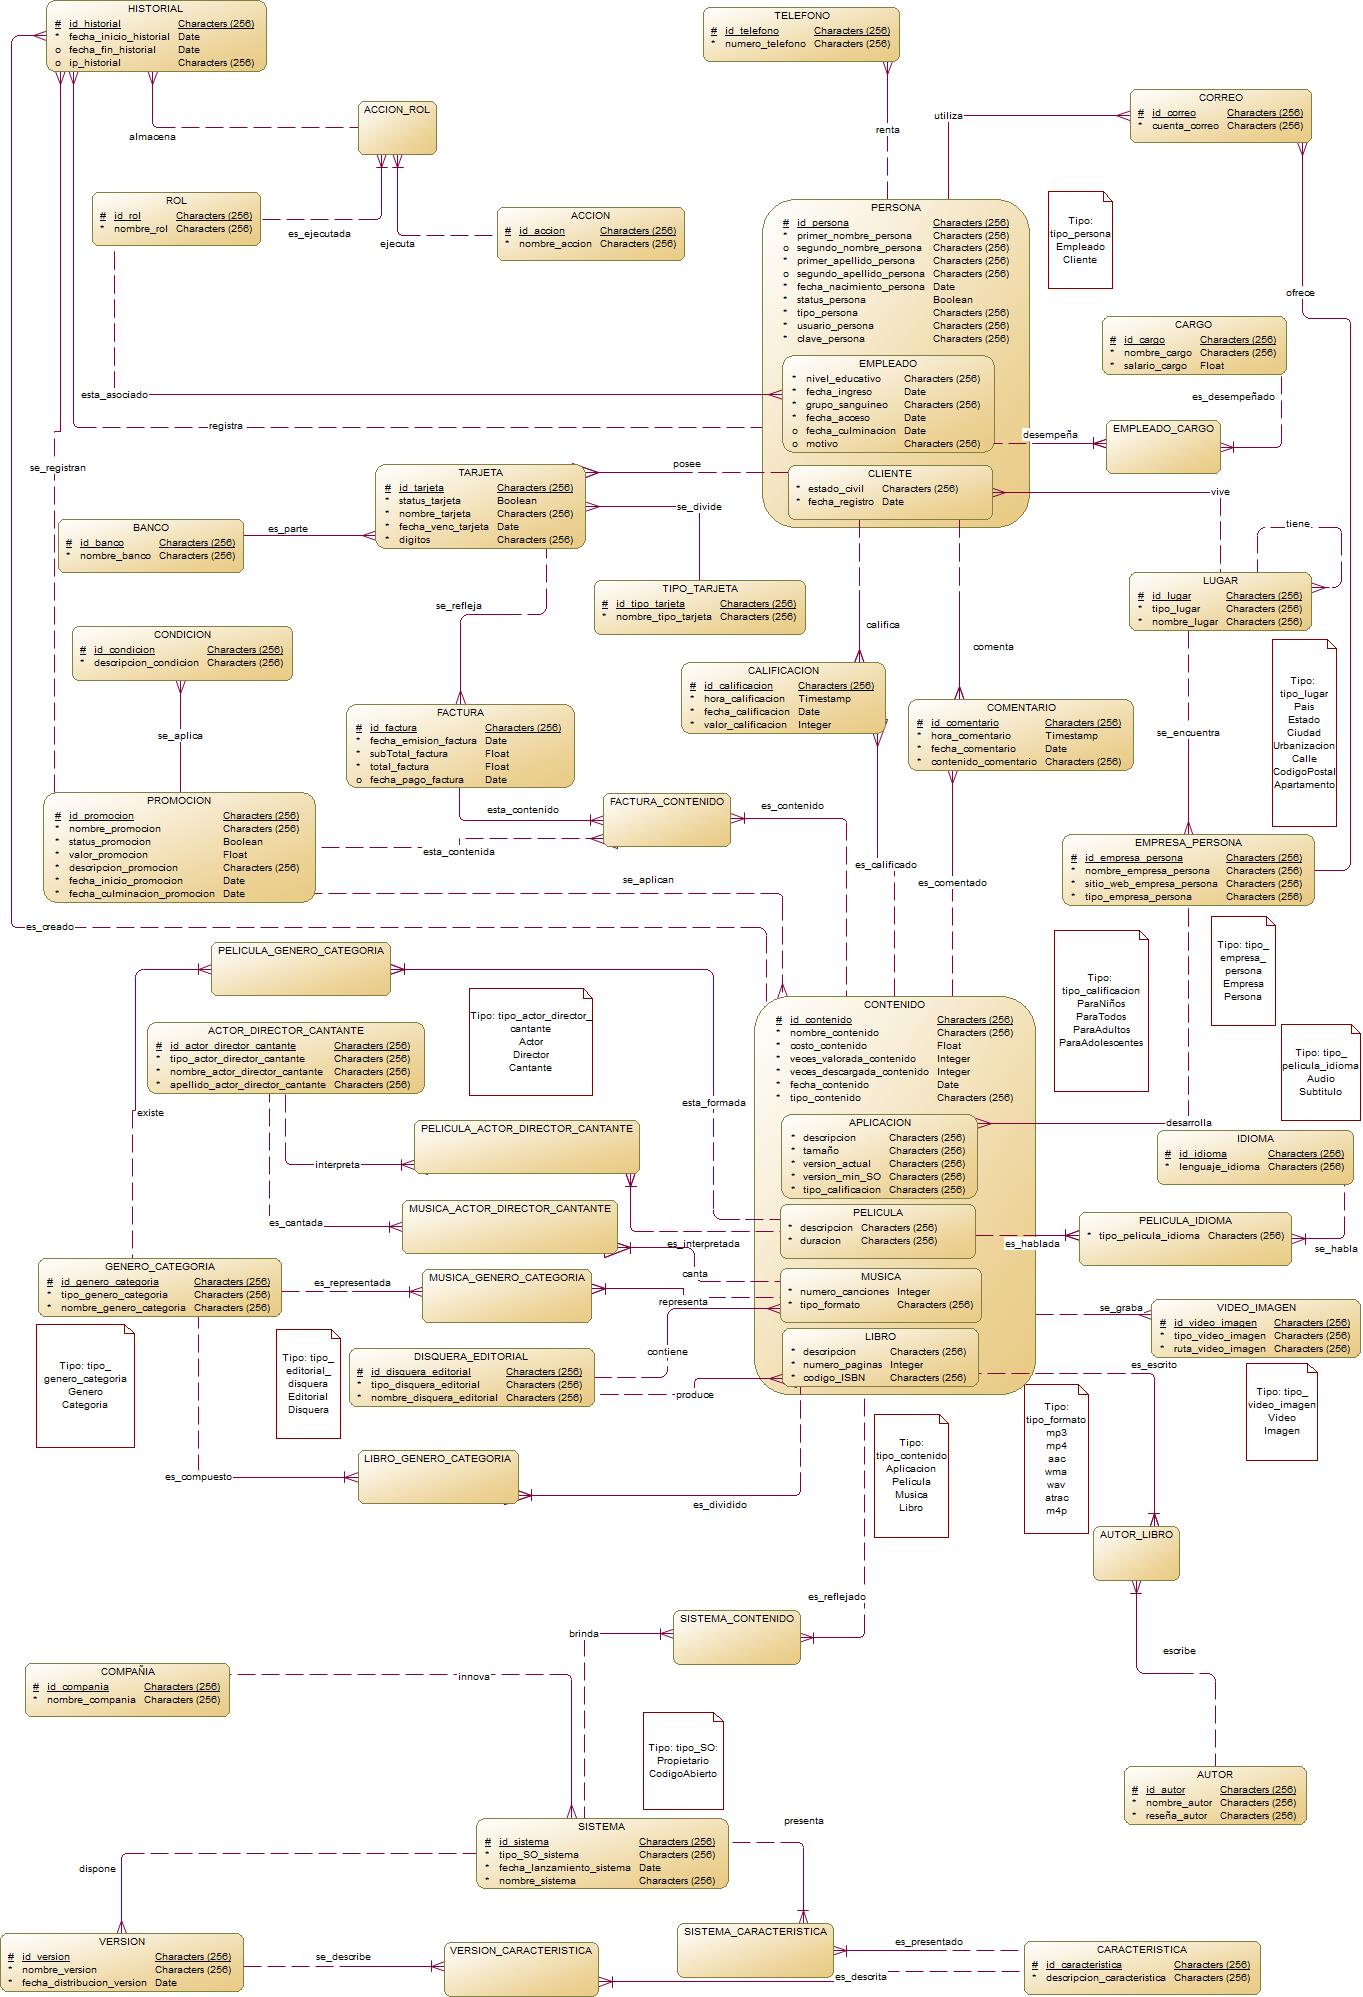 HISTORIAL
# id_historial Characters (256)
* fecha_inicio_historial Date
o fecha_fin_historial Date
o ip_historial Characters (256)
TELEFONO
# id_telefono Characters (256)
* numero_telefono Characters (256)
CORREO
# id_correo Characters (256)
* cuenta_correo Characters (256)
ACCION_ROL
almacena
renta
utiliza
ROL
# id_rol Characters (256)
* nombre_rol Characters (256)
es_ejecutada
ejecuta
ACCION
# id_accion Characters (256)
* nombre_accion Characters (256)
PERSONA
# id_persona Characters (256)
* primer_nombre_persona Characters (256)
o segundo_nombre_persona Characters (256)
* primer_apellido_persona Characters (256)
o segundo_apellido_persona Characters (256)
* fecha_nacimiento_persona Date
* status_persona Boolean
* tipo_persona Characters (256)
* usuario_persona Characters (256)
* clave_persona Characters (256)
Tipo:
tipo_persona
Empleado
Cliente
ofrece
EMPLEADO
* nivel_educativo Characters (256)
* fecha_ingreso Date
* grupo_sanguineo Characters (256)
* fecha_acceso Date
o fecha_culminacion Date
o motivo Characters (256)
CARGO
# id_cargo Characters (256)
* nombre_cargo Characters (256)
* salario_cargo Float
es_desempeñado
esta_asociado
registra
desempeña
EMPLEADO_CARGO
se_registran
posee
CLIENTE
* estado_civil Characters (256)
* fecha_registro Date
vive
TARJETA
# id_tarjeta Characters (256)
* status_tarjeta Boolean
* nombre_tarjeta Characters (256)
* fecha_venc_tarjeta Date
* digitos Characters (256)
se_divide
BANCO
# id_banco Characters (256)
* nombre_banco Characters (256)
es_parte
tiene
TIPO_TARJETA
# id_tipo_tarjeta Characters (256)
* nombre_tipo_tarjeta Characters (256)
LUGAR
# id_lugar Characters (256)
* tipo_lugar Characters (256)
* nombre_lugar Characters (256)
se_refleja
califica
comenta
CONDICION
# id_condicion Characters (256)
* descripcion_condicion Characters (256)
CALIFICACION
# id_calificacion Characters (256)
* hora_calificacion Timestamp
* fecha_calificacion Date
* valor_calificacion Integer
COMENTARIO
# id_comentario Characters (256)
* hora_comentario Timestamp
* fecha_comentario Date
* contenido_comentario Characters (256)
Tipo:
tipo_lugar
Pais
Estado
Ciudad
Urbanizacion
Calle
CodigoPostal
Apartamento
se_encuentra
FACTURA
# id_factura Characters (256)
* fecha_emision_factura Date
* subTotal_factura Float
* total_factura Float
o fecha_pago_factura Date
se_aplica
PROMOCION
# id_promocion Characters (256)
* nombre_promocion Characters (256)
* status_promocion Boolean
* valor_promocion Float
* descripcion_promocion Characters (256)
* fecha_inicio_promocion Date
* fecha_culminacion_promocion Date
esta_contenido
FACTURA_CONTENIDO
es_contenido
esta_contenida
es_calificado
es_comentado
se_aplican
EMPRESA_PERSONA
# id_empresa_persona Characters (256)
* nombre_empresa_persona Characters (256)
* sitio_web_empresa_persona Characters (256)
* tipo_empresa_persona Characters (256)
es_creado
PELICULA_GENERO_CATEGORIA
Tipo:
tipo_calificacion
ParaNiños
ParaTodos
ParaAdultos
ParaAdolescentes
Tipo: tipo_
empresa_
persona
Empresa
Persona
Tipo: tipo_actor_director_
cantante
Actor
Director
Cantante
CONTENIDO
# id_contenido Characters (256)
* nombre_contenido Characters (256)
* costo_contenido Float
* veces_valorada_contenido Integer
* veces_descargada_contenido Integer
* fecha_contenido Date
* tipo_contenido Characters (256)
ACTOR_DIRECTOR_CANTANTE
# id_actor_director_cantante Characters (256)
* tipo_actor_director_cantante Characters (256)
* nombre_actor_director_cantante Characters (256)
* apellido_actor_director_cantante Characters (256)
Tipo: tipo_
pelicula_idioma
Audio
Subtitulo
existe
esta_formada
APLICACION
* descripcion Characters (256)
* tamaño Characters (256)
* version_actual Characters (256)
* version_min_SO Characters (256)
* tipo_calificacion Characters (256)
desarrolla
PELICULA_ACTOR_DIRECTOR_CANTANTE
interpreta
IDIOMA
# id_idioma Characters (256)
* lenguaje_idioma Characters (256)
MUSICA_ACTOR_DIRECTOR_CANTANTE
es_cantada
es_interpretada
PELICULA
* descripcion Characters (256)
* duracion Characters (256)
es_hablada
PELICULA_IDIOMA
* tipo_pelicula_idioma Characters (256)
se_habla
GENERO_CATEGORIA
# id_genero_categoria Characters (256)
* tipo_genero_categoria Characters (256)
* nombre_genero_categoria Characters (256)
es_representada
MUSICA_GENERO_CATEGORIA
canta
representa
MUSICA
* numero_canciones Integer
* tipo_formato Characters (256)
se_graba
VIDEO_IMAGEN
# id_video_imagen Characters (256)
* tipo_video_imagen Characters (256)
* ruta_video_imagen Characters (256)
Tipo: tipo_
genero_categoria
Genero
Categoria
Tipo: tipo_
editorial_
disquera
Editorial
Disquera
DISQUERA_EDITORIAL
# id_disquera_editorial Characters (256)
* tipo_disquera_editorial Characters (256)
* nombre_disquera_editorial Characters (256)
contiene
produce
LIBRO
* descripcion Characters (256)
* numero_paginas Integer
* codigo_ISBN Characters (256)
es_escrito
Tipo: tipo_
video_imagen
Video
Imagen
Tipo:
tipo_formato
mp3
mp4
aac
wma
wav
atrac
m4p
Tipo:
tipo_contenido
Aplicacion
Pelicula
Musica
Libro
es_compuesto
LIBRO_GENERO_CATEGORIA
es_dividido
AUTOR_LIBRO
es_reflejado
SISTEMA_CONTENIDO
brinda
escribe
COMPAÑIA
# id_compania Characters (256)
* nombre_compania Characters (256)
innova
Tipo: tipo_SO:
Propietario
CodigoAbierto
AUTOR
# id_autor Characters (256)
* nombre_autor Characters (256)
* reseña_autor Characters (256)
SISTEMA
# id_sistema Characters (256)
* tipo_SO_sistema Characters (256)
* fecha_lanzamiento_sistema Date
* nombre_sistema Characters (256)
presenta
dispone
VERSION
# id_version Characters (256)
* nombre_version Characters (256)
* fecha_distribucion_version Date
se_describe
VERSION_CARACTERISTICA
SISTEMA_CARACTERISTICA
es_presentado
es_descrita
CARACTERISTICA
# id_caracteristica Characters (256)
* descripcion_caracteristica Characters (256)